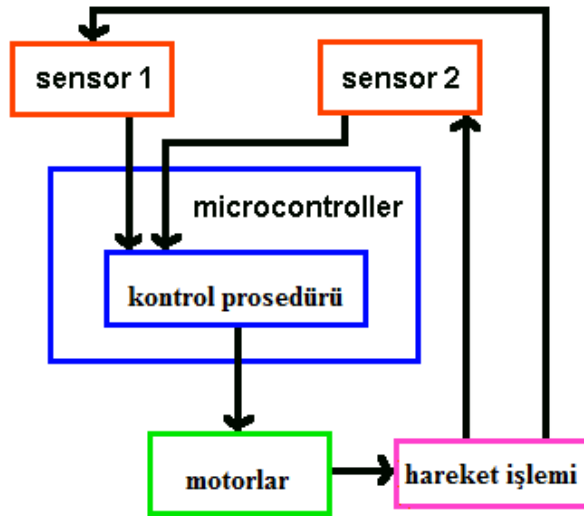 sensor 1
sensor 2
microcontroller
kontrol prosedürü
motorlar
hareket işlemi